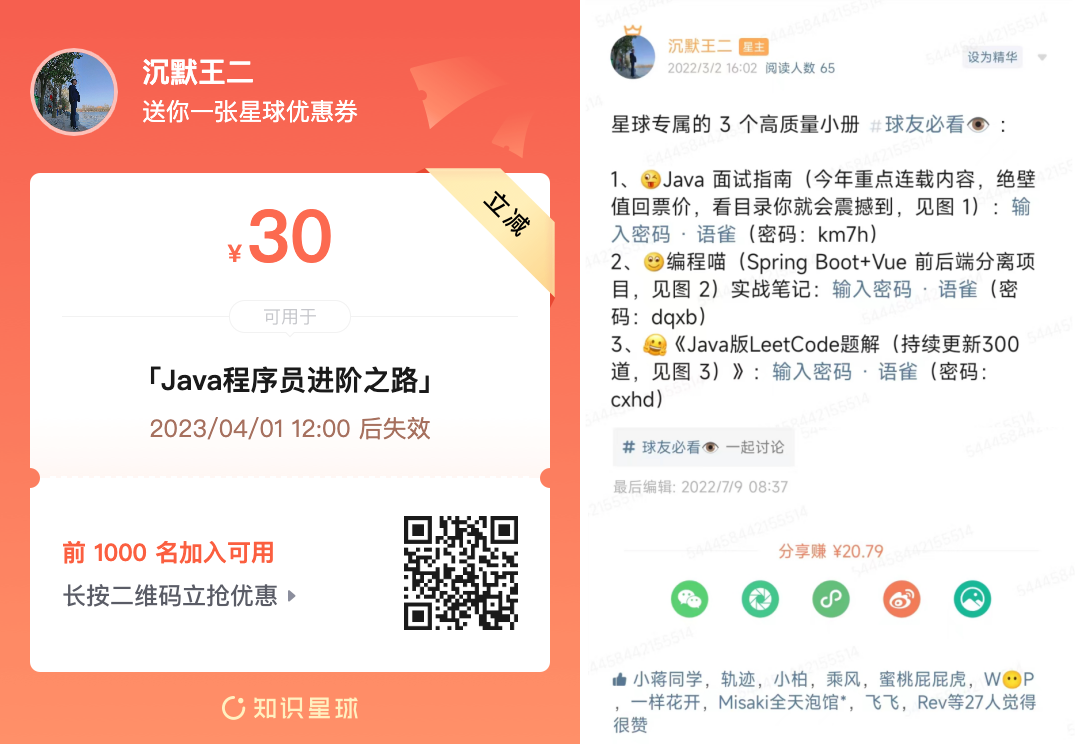 沉默王二
送你一张星球优惠券
立减
¥30
可用于
「Java程序员进阶之路」
2023/04/01 12:00 后失效
前 1000 名加入可用
长按二维码立抢优惠
知识星球
沉默王二 星主
2022/3/2 16:02 阅读人数 65
设为精华
星球专属的 3 个高质量小册 #球友必看👁️ :
1、😜Java 面试指南（今年重点连载内容，绝壁
值回票价，看目录你就会震撼到，见图 1）: 输
入密码 · 语雀（密码：km7h）
2、😋编程喵（Spring Boot+Vue 前后端分离项
目，见图 2）实战笔记：输入密码 · 语雀（密
码：dqxb）
3、🤗《Java版LeetCode题解（持续更新300
道，见图 3）》: 输入密码 · 语雀（密码：
cxhd）
# 球友必看👁️ 一起讨论
最后编辑: 2022/7/9 08:37
分享赚 ¥20.79
小蒋同学，轨迹，小柏，乘风，蜜桃屁屁虎，W😶P
，一样花开，Misaki全天泡馆*，飞飞，Rev等27人觉得
很赞
544458442155514